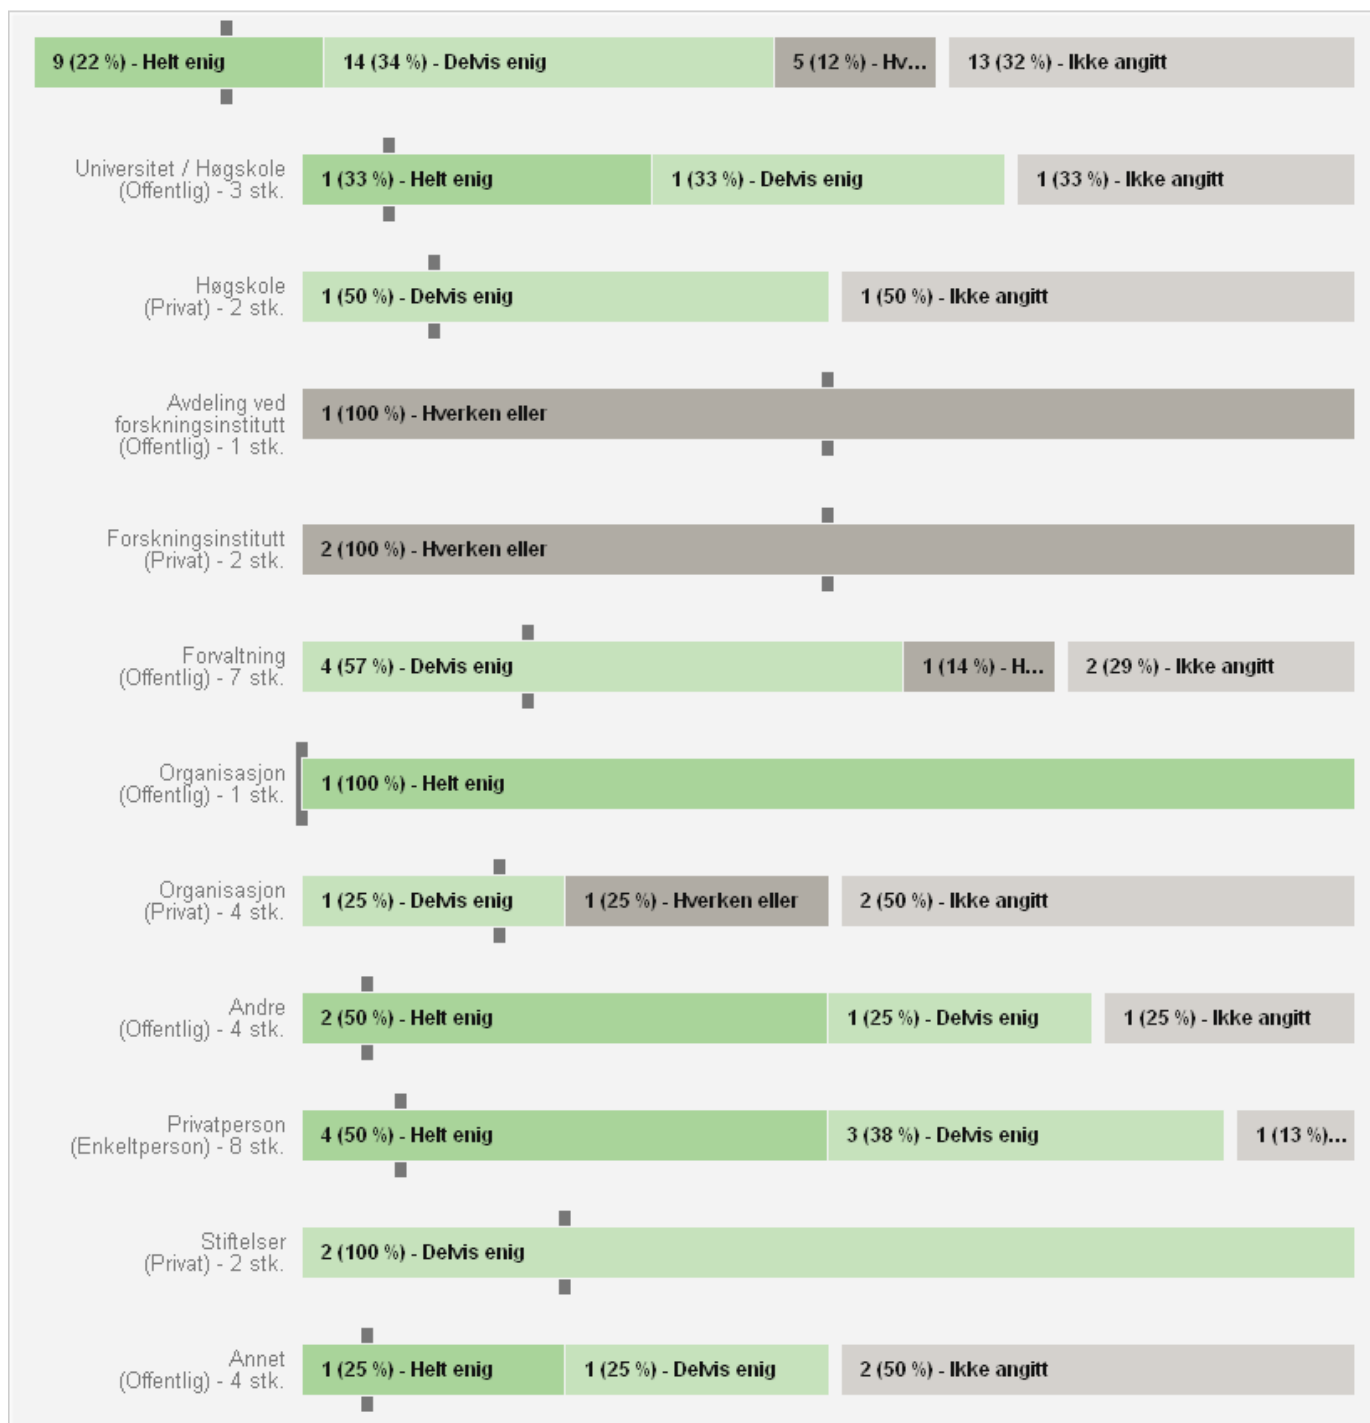 9 (22 %) - Helt enig 14 (34 %) - Delvis enig 5 (12 %) - Hv... 13 (32 %) - Ikke angitt
Universitet / Høgskole
(Offentlig) - 3 stk.
1 (33 %) - Helt enig 1 (33 %) - Delvis enig 1 (33 %) - Ikke angitt
Høgskole
(Privat) - 2 stk.
1 (50 %) - Delvis enig 1 (50 %) - Ikke angitt
Avdeling ved
forskningsinstitutt
(Offentlig) - 1 stk.
1 (100 %) - Hverken eller
Forskningsinstitutt
(Privat) - 2 stk.
2 (100 %) - Hverken eller
Forvaltning
(Offentlig) - 7 stk.
4 (57 %) - Delvis enig 1 (14 %) - H... 2 (29 %) - Ikke angitt
Organisasjon
(Offentlig) - 1 stk.
1 (100 %) - Helt enig
Organisasjon
(Privat) - 4 stk.
1 (25 %) - Delvis enig 1 (25 %) - Hverken eller 2 (50 %) - Ikke angitt
Andre
(Offentlig) - 4 stk.
2 (50 %) - Helt enig 1 (25 %) - Delvis enig 1 (25 %) - Ikke angitt
Privatperson
(Enkeltperson) - 8 stk.
4 (50 %) - Helt enig 3 (38 %) - Delvis enig 1 (13 %)...
Stiftelser
(Privat) - 2 stk.
2 (100 %) - Delvis enig
Annet
(Offentlig) - 4 stk.
1 (25 %) - Helt enig 1 (25 %) - Delvis enig 2 (50 %) - Ikke angitt